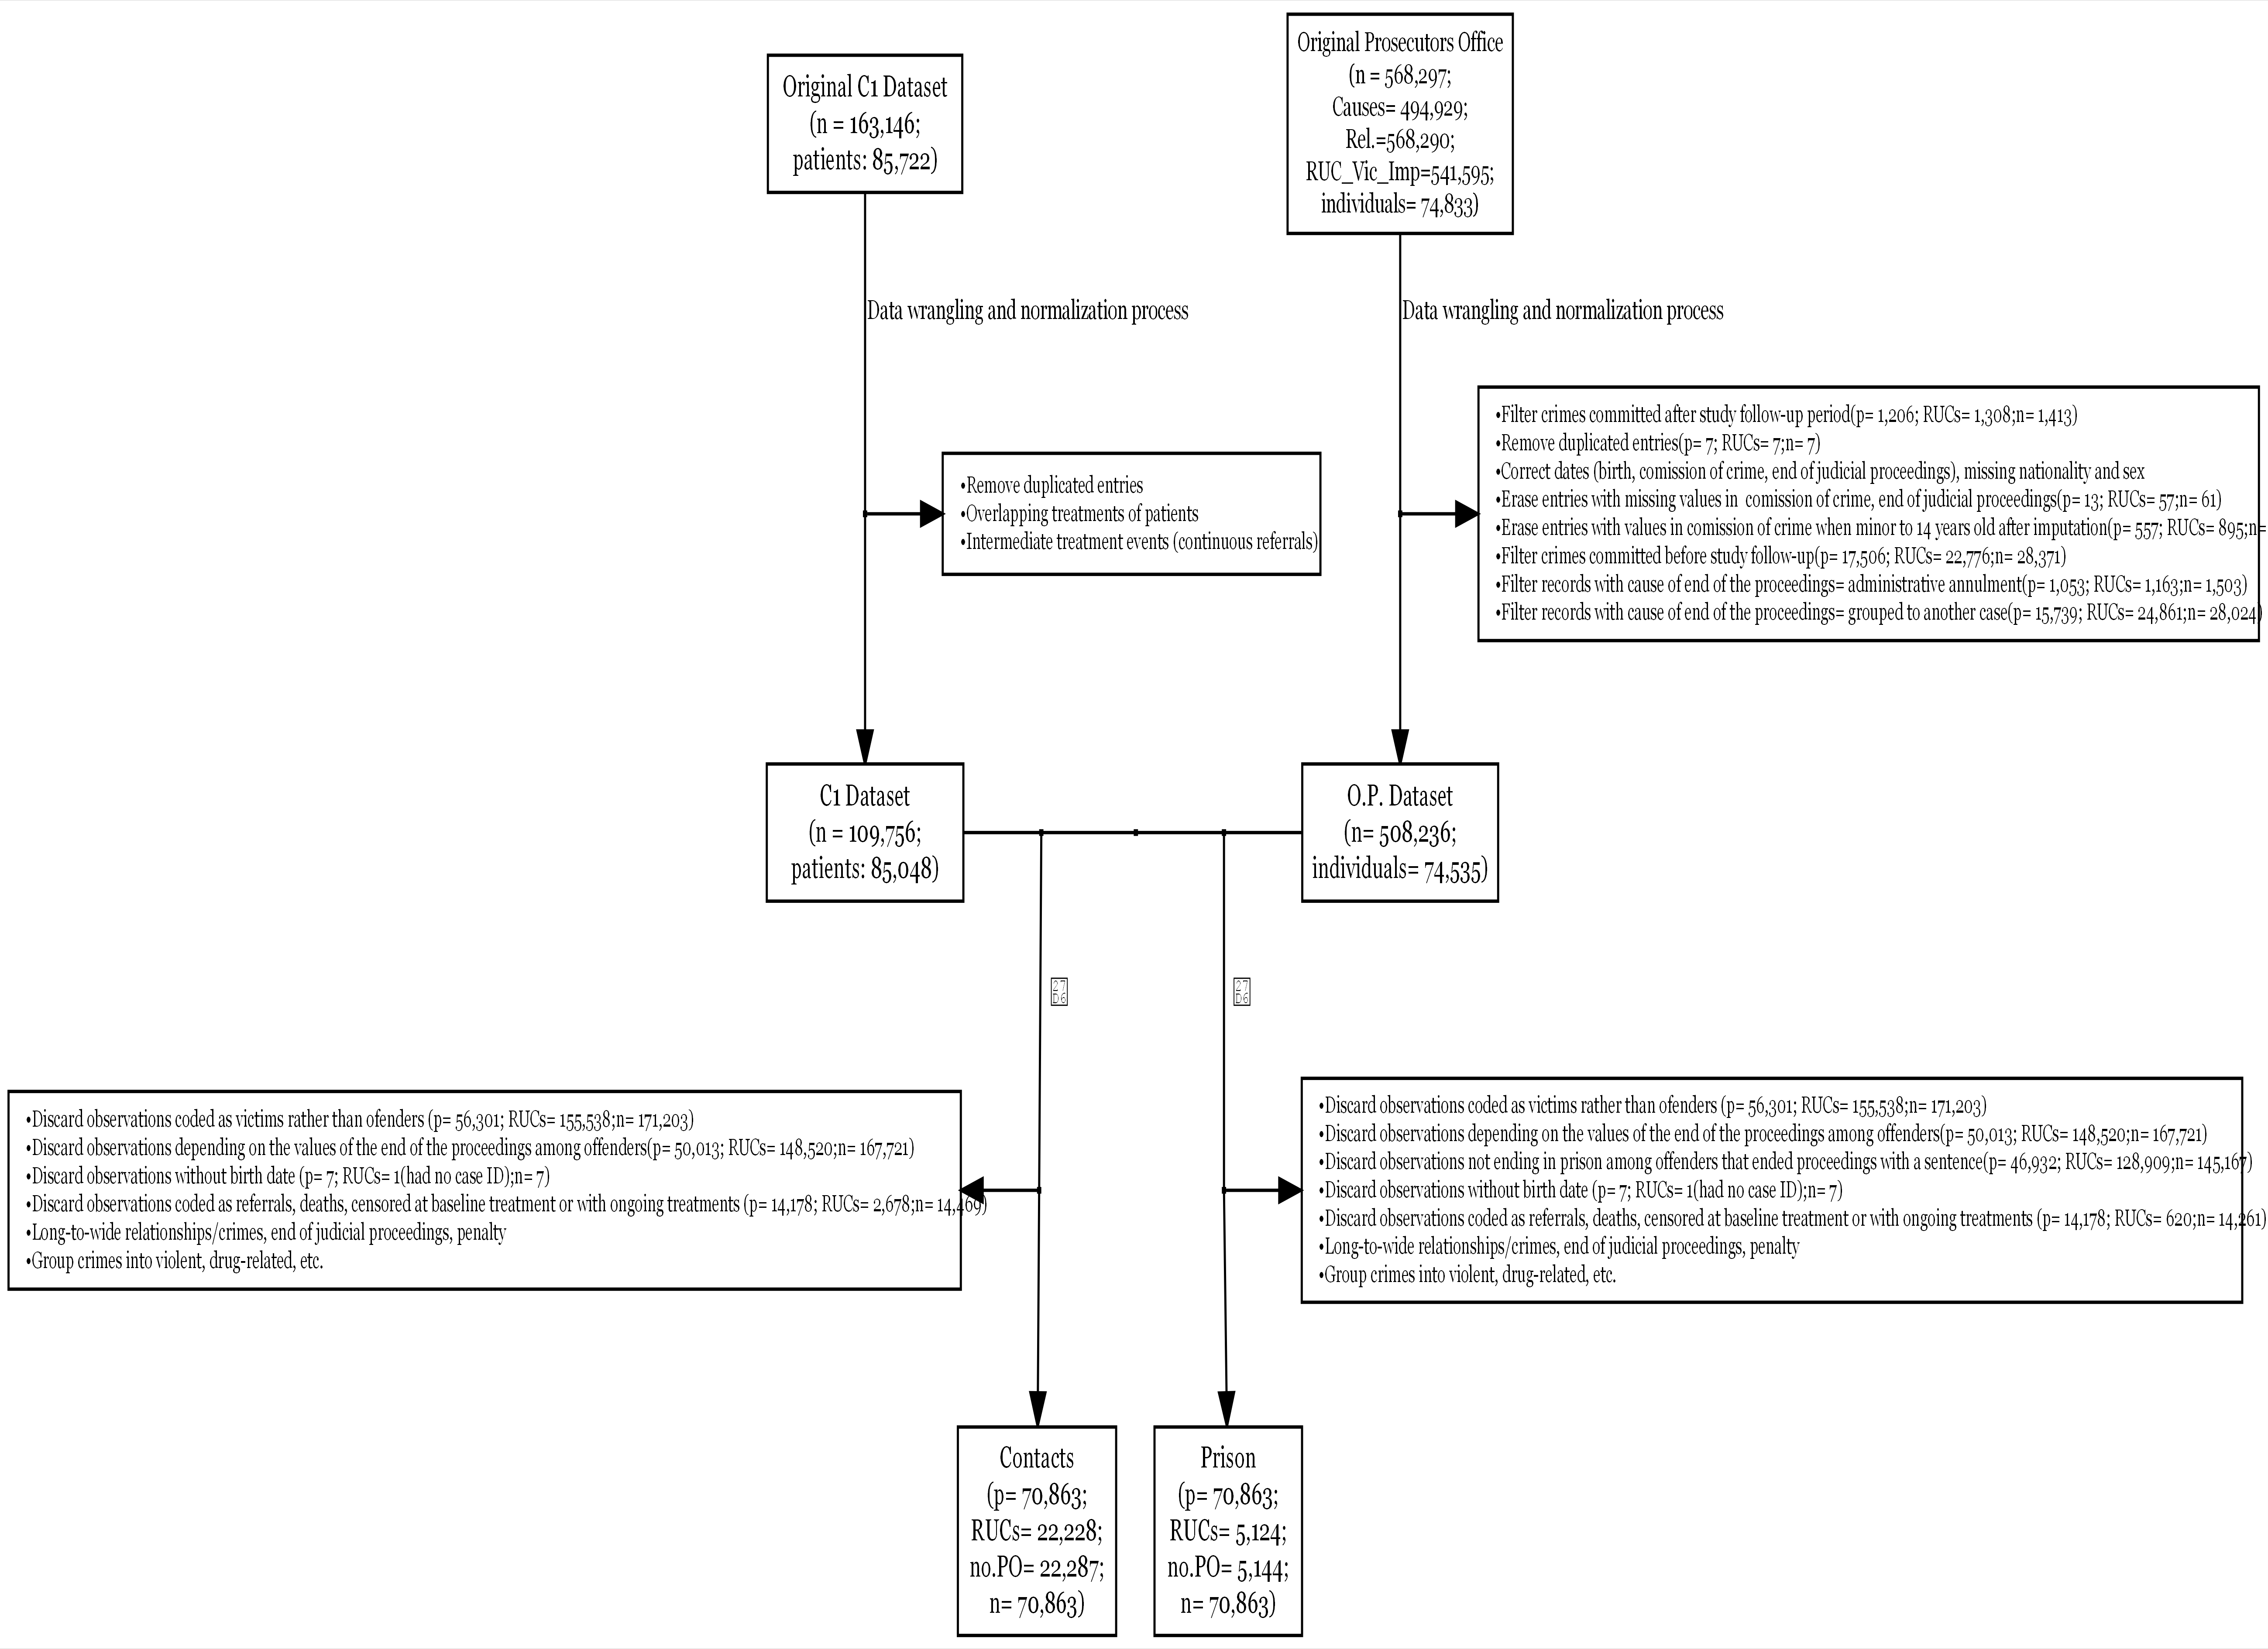 Original C1 Dataset
(n = 163,146;
patients: 85,722)
Original Prosecutors Office
(n = 568,297;
Causes= 494,929;
Rel.=568,290;
RUC_Vic_Imp=541,595;
individuals= 74,833)
Data wrangling and normalization process
Data wrangling and normalization process
•Remove duplicated entries
•Overlapping treatments of patients
•Intermediate treatment events (continuous referrals)
•Filter crimes committed after study follow-up period(p= 1,206; RUCs= 1,308;n= 1,413)
•Remove duplicated entries(p= 7; RUCs= 7;n= 7)
•Correct dates (birth, comission of crime, end of judicial proceedings), missing nationality and sex
•Erase entries with missing values in  comission of crime, end of judicial proceedings(p= 13; RUCs= 57;n= 61)
•Erase entries with values in comission of crime when minor to 14 years old after imputation(p= 557; RUCs= 895;n=
•Filter crimes committed before study follow-up(p= 17,506; RUCs= 22,776;n= 28,371)
•Filter records with cause of end of the proceedings= administrative annulment(p= 1,053; RUCs= 1,163;n= 1,503)
•Filter records with cause of end of the proceedings= grouped to another case(p= 15,739; RUCs= 24,861;n= 28,024)
C1 Dataset
(n = 109,756;
patients: 85,048)
O.P. Dataset
(n= 508,236;
individuals= 74,535)
27
D6
27
D6
•Discard observations coded as victims rather than ofenders (p= 56,301; RUCs= 155,538;n= 171,203)
•Discard observations depending on the values of the end of the proceedings among offenders(p= 50,013; RUCs= 148,520;n= 167,721)
•Discard observations without birth date (p= 7; RUCs= 1(had no case ID);n= 7)
•Discard observations coded as referrals, deaths, censored at baseline treatment or with ongoing treatments (p= 14,178; RUCs= 2,678;n= 14,469)
•Long-to-wide relationships/crimes, end of judicial proceedings, penalty
•Group crimes into violent, drug-related, etc.
•Discard observations coded as victims rather than ofenders (p= 56,301; RUCs= 155,538;n= 171,203)
•Discard observations depending on the values of the end of the proceedings among offenders(p= 50,013; RUCs= 148,520;n= 167,721)
•Discard observations not ending in prison among offenders that ended proceedings with a sentence(p= 46,932; RUCs= 128,909;n= 145,167)
•Discard observations without birth date (p= 7; RUCs= 1(had no case ID);n= 7)
•Discard observations coded as referrals, deaths, censored at baseline treatment or with ongoing treatments (p= 14,178; RUCs= 620;n= 14,261)
•Long-to-wide relationships/crimes, end of judicial proceedings, penalty
•Group crimes into violent, drug-related, etc.
Contacts
(p= 70,863;
RUCs= 22,228;
no.PO= 22,287;
n= 70,863)
Prison
(p= 70,863;
RUCs= 5,124;
no.PO= 5,144;
n= 70,863)